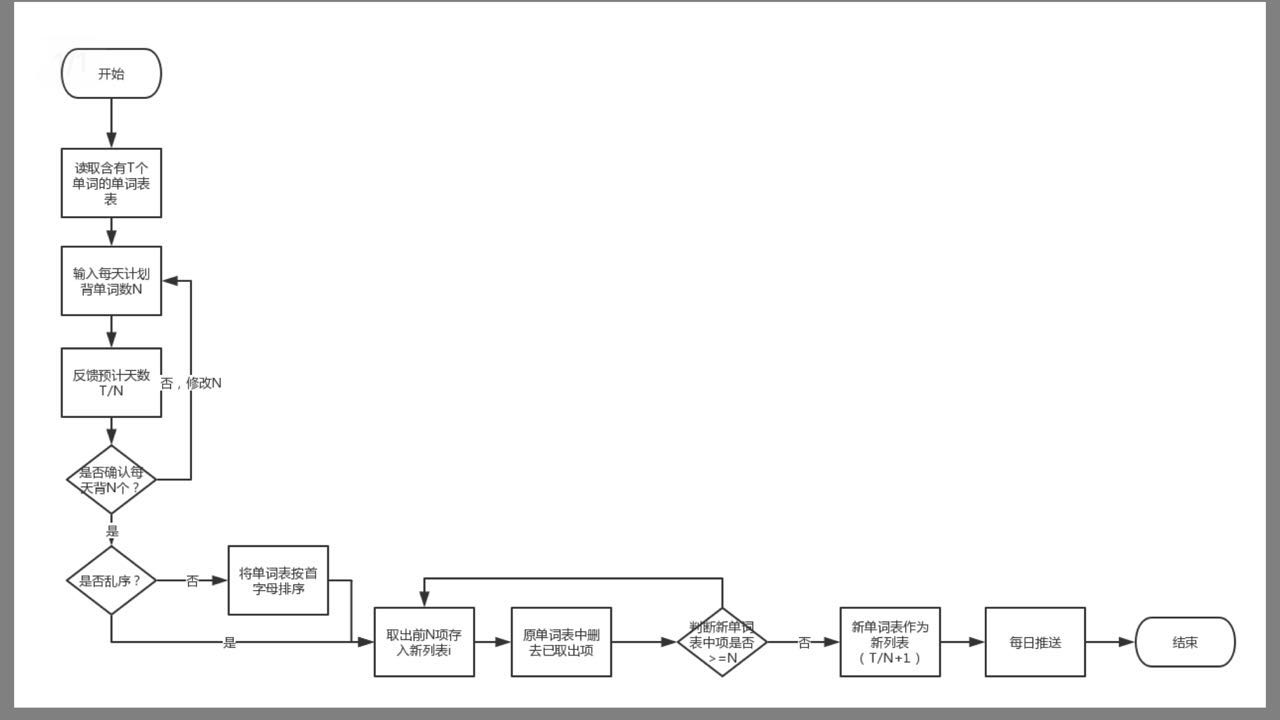 开始
读取含有T个
单词的单词表
表
输入每天计划
背单词数N
反馈预计天数
T/N
否，修改N
是否确认每
天背N个？
是
是否乱序？
否
将单词表按首
字母排序
是
取出前N项存
入新列表i
原单词表中删
去已取出项
判断新单词
表中项是否
>=N
否
新单词表作为
新列表
（T/N+1）
每日推送
结束